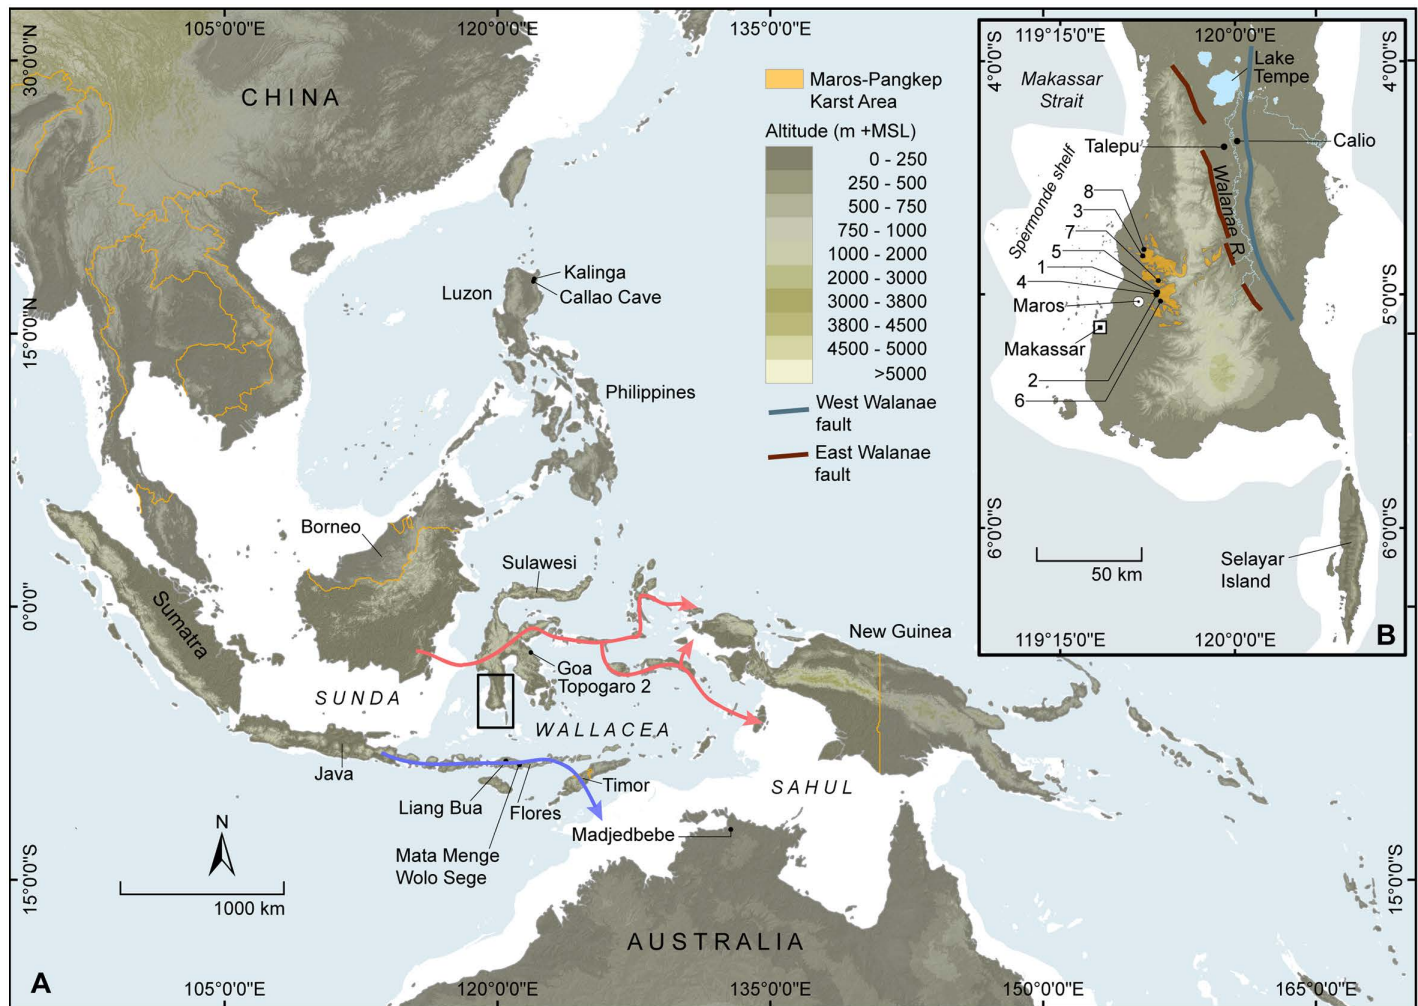 105°0'0"E
120°0'0"E
135°0'0"E
30°0'0"N
15°0'0"N
0°0'0"
15°0'0"S
CHINA
Luzon
Kalinga
Callao Cave
Philippines
Borneo
Sumatra
Sulawesi
Goa
Topogaro 2
SUNDA
WALLACEA
Java
Liang Bua
Flores
Mata Menge
Wolo Sege
Timor
Madjedbebe
SAHUL
New Guinea
AUSTRALIA
N
1000 km
A
105°0'0"E
120°0'0"E
135°0'0"E
150°0'0"E
165°0'0"E
15°0'0"S
Maros-Pangkep
Karst Area
Altitude (m +MSL)
0 - 250
250 - 500
500 - 750
750 - 1000
1000 - 2000
2000 - 3000
3000 - 3800
3800 - 4500
4500 - 5000
>5000
West Walanae
fault
East Walanae
fault
119°15'0"E
120°0'0"E
4°0'0"S
4°0'0"S
Makassar
Strait
Lake
Tempe
Talepu
Calio
Spermonde shelf
Walanae R.
8
3
7
5
1
4
Maros
Makassar
2
6
5°0'0"S
6°0'0"S
6°0'0"S
50 km
Selayar
Island
119°15'0"E
120°0'0"E
B